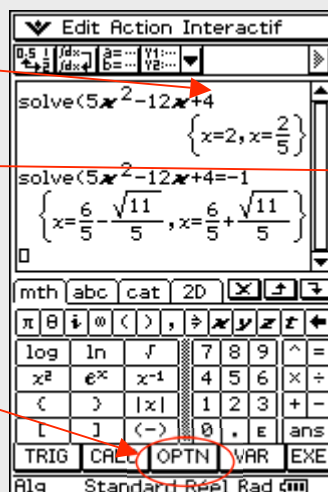 Edit Action Interactif
solve(5x²-12x+4
{x=2,x=2/5}
solve(5x²-12x+4=-1
{x=6/5-√11/5,x=6/5+√11/5}
mth abc cat 2D
π θ i ∞ ( ) , ⇒ x y z t ←
log ln √ 7 8 9 ^ =
x² eˣ x⁻¹ 4 5 6 × ÷
( ) |x| 1 2 3 + -
[ ] (-) 0 . E ans
TRIG CALC OPTN VAR EXE
Alg Standard Réel Rad